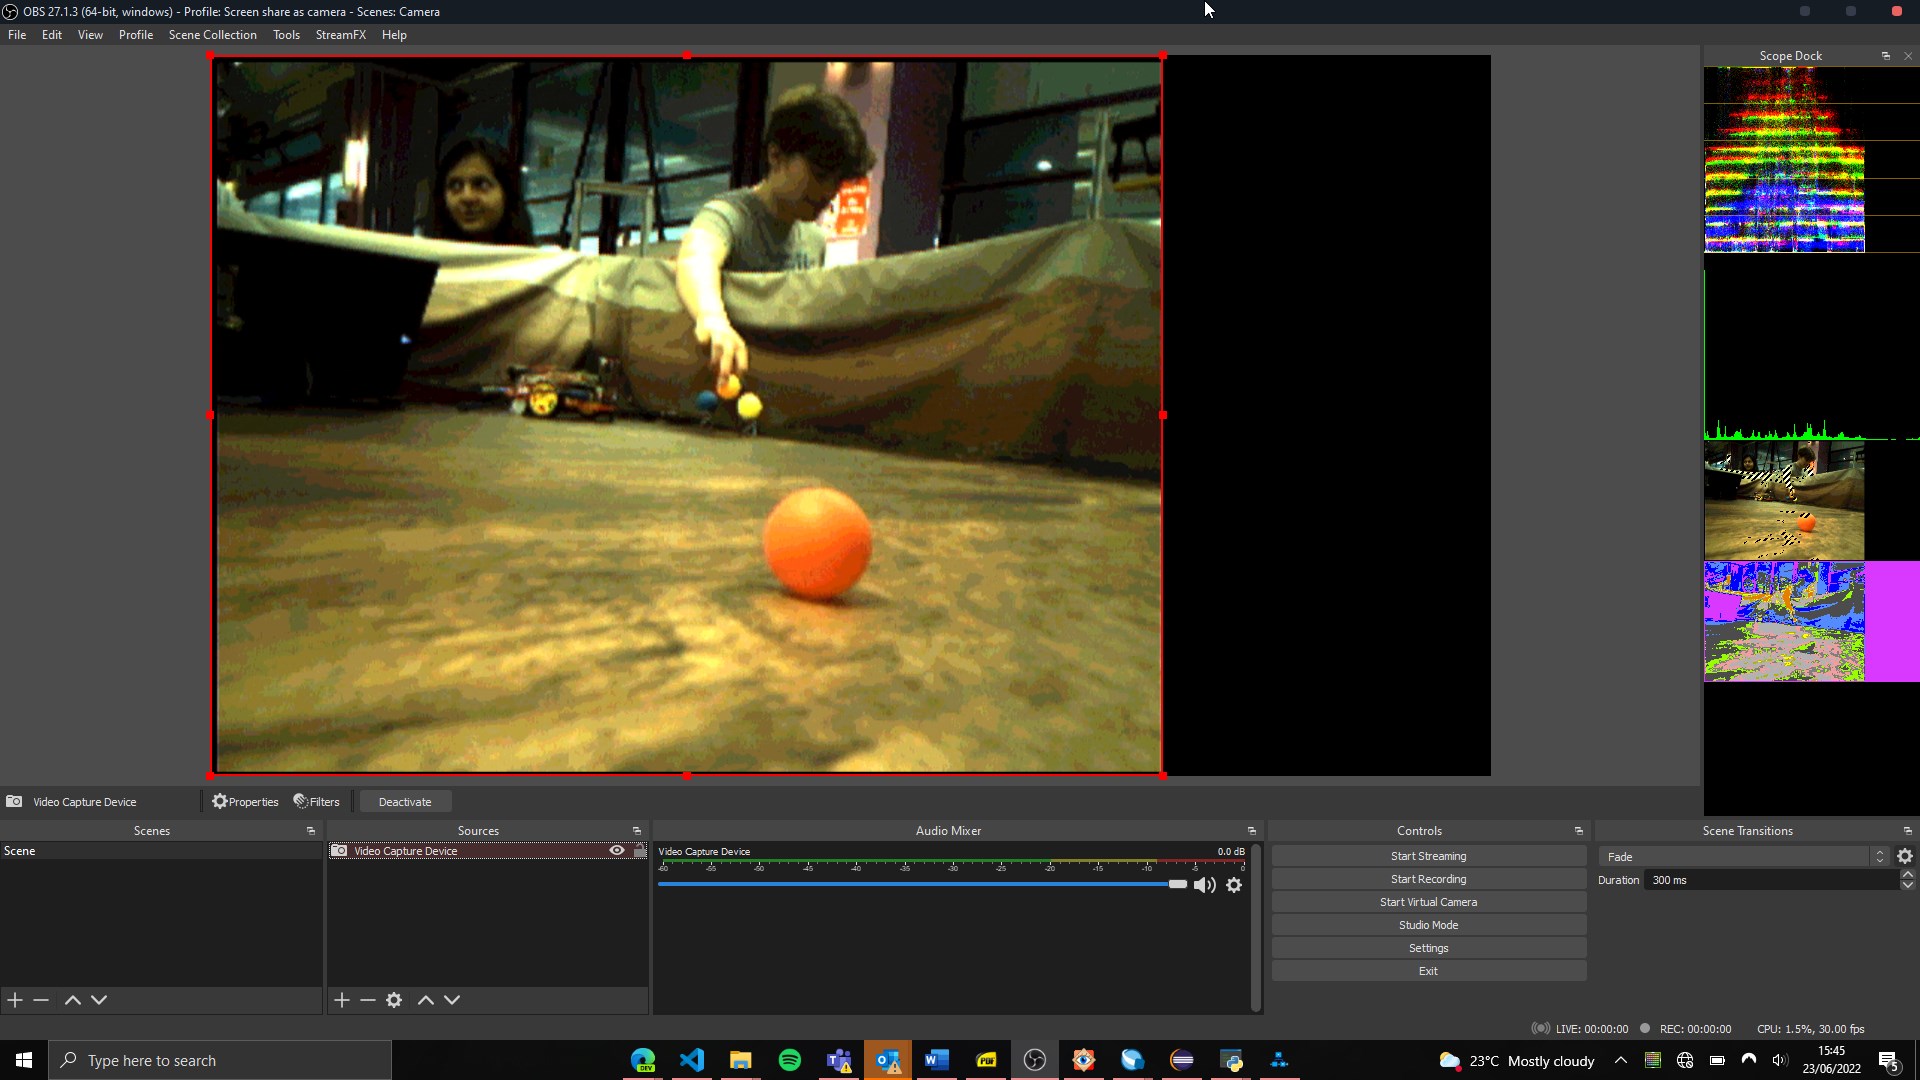 OBS 27.1.3 (64-bit, windows) - Profile: Screen share as camera - Scenes: Camera
File Edit View Profile Scene Collection Tools StreamFX Help
Scope Dock
Video Capture Device Properties Filters Deactivate
Scenes Sources Audio Mixer Controls Scene Transitions
Scene
Video Capture Device
Video Capture Device 0.0 dB
-60 -55 -50 -45 -40 -35 -30 -25 -20 -15 -10 -5 0
Start Streaming
Start Recording
Start Virtual Camera
Studio Mode
Settings
Exit
Fade
Duration 300 ms
LIVE: 00:00:00 REC: 00:00:00 CPU: 1.5%, 30.00 fps
Type here to search
DEV
PDF
23°C Mostly cloudy
15:45
23/06/2022
5